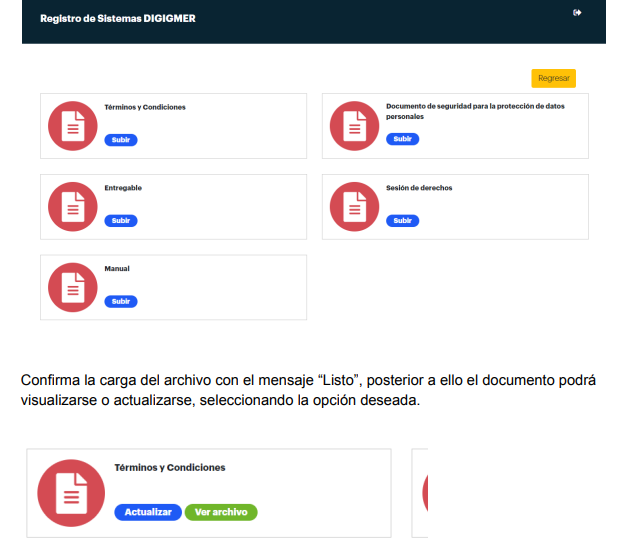 Registro de Sistemas DIGIGMER
Regresar
Términos y Condiciones
Subir
Documento de seguridad para la protección de datos
personales
Subir
Entregable
Subir
Sesión de derechos
Subir
Manual
Subir
Confirma la carga del archivo con el mensaje “Listo”, posterior a ello el documento podrá
visualizarse o actualizarse, seleccionando la opción deseada.
Términos y Condiciones
Actualizar Ver archivo